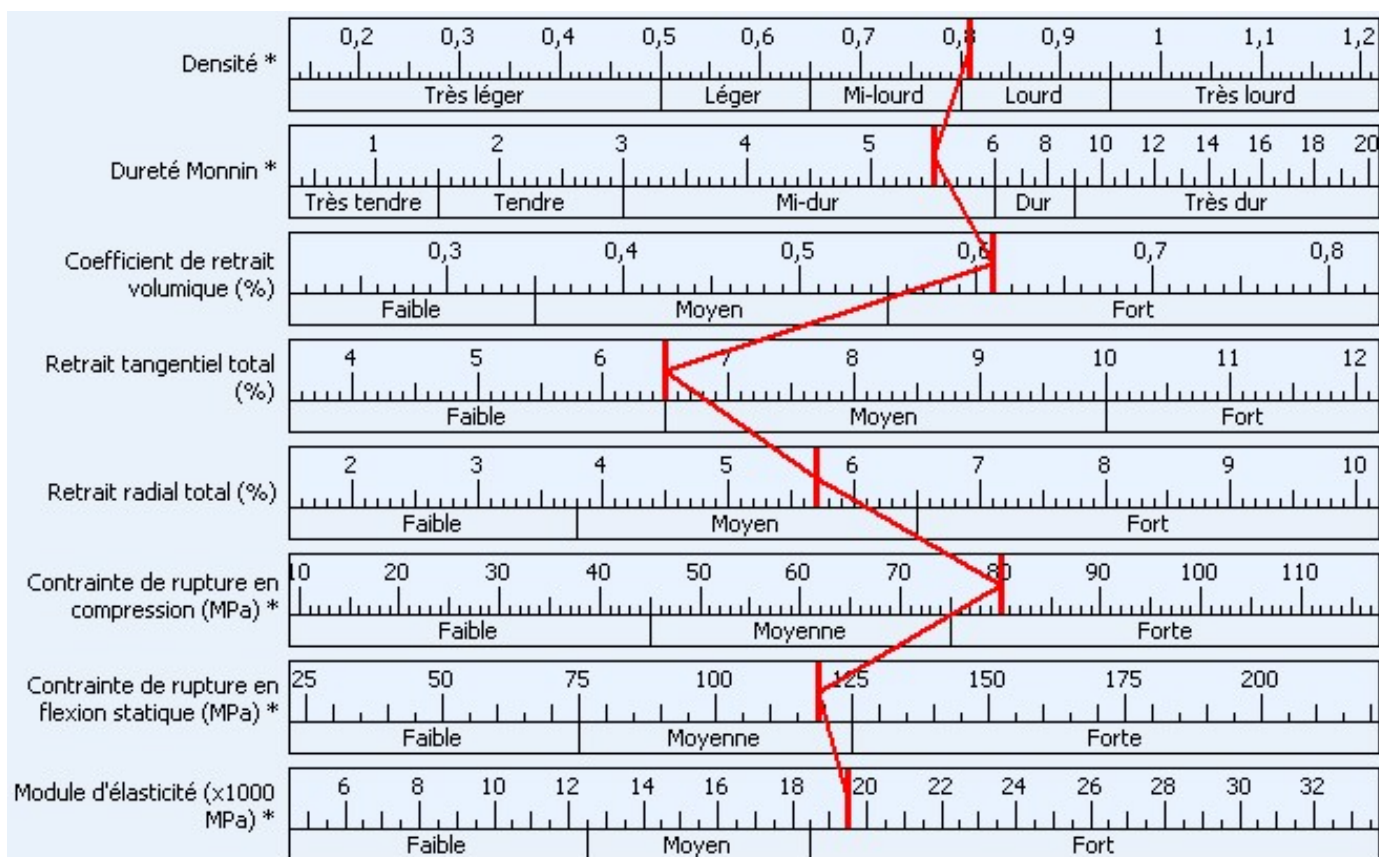 0,2 0,3 0,4 0,5 0,6 0,7 0,8 0,9 1 1,1 1,2
Densité *
Très léger Léger Mi-lourd Lourd Très lourd
1 2 3 4 5 6 8 10 12 14 16 18 20
Dureté Monnin *
Très tendre Tendre Mi-dur Dur Très dur
0,3 0,4 0,5 0,6 0,7 0,8
Coefficient de retrait
volumique (%)
Faible Moyen Fort
4 5 6 7 8 9 10 11 12
Retrait tangentiel total
(%)
Faible Moyen Fort
2 3 4 5 6 7 8 9 10
Retrait radial total (%)
Faible Moyen Fort
10 20 30 40 50 60 70 80 90 100 110
Contrainte de rupture en
compression (MPa) *
Faible Moyenne Forte
25 50 75 100 125 150 175 200
Contrainte de rupture en
flexion statique (MPa) *
Faible Moyenne Forte
6 8 10 12 14 16 18 20 22 24 26 28 30 32
Module d'élasticité (x1000
MPa) *
Faible Moyen Fort